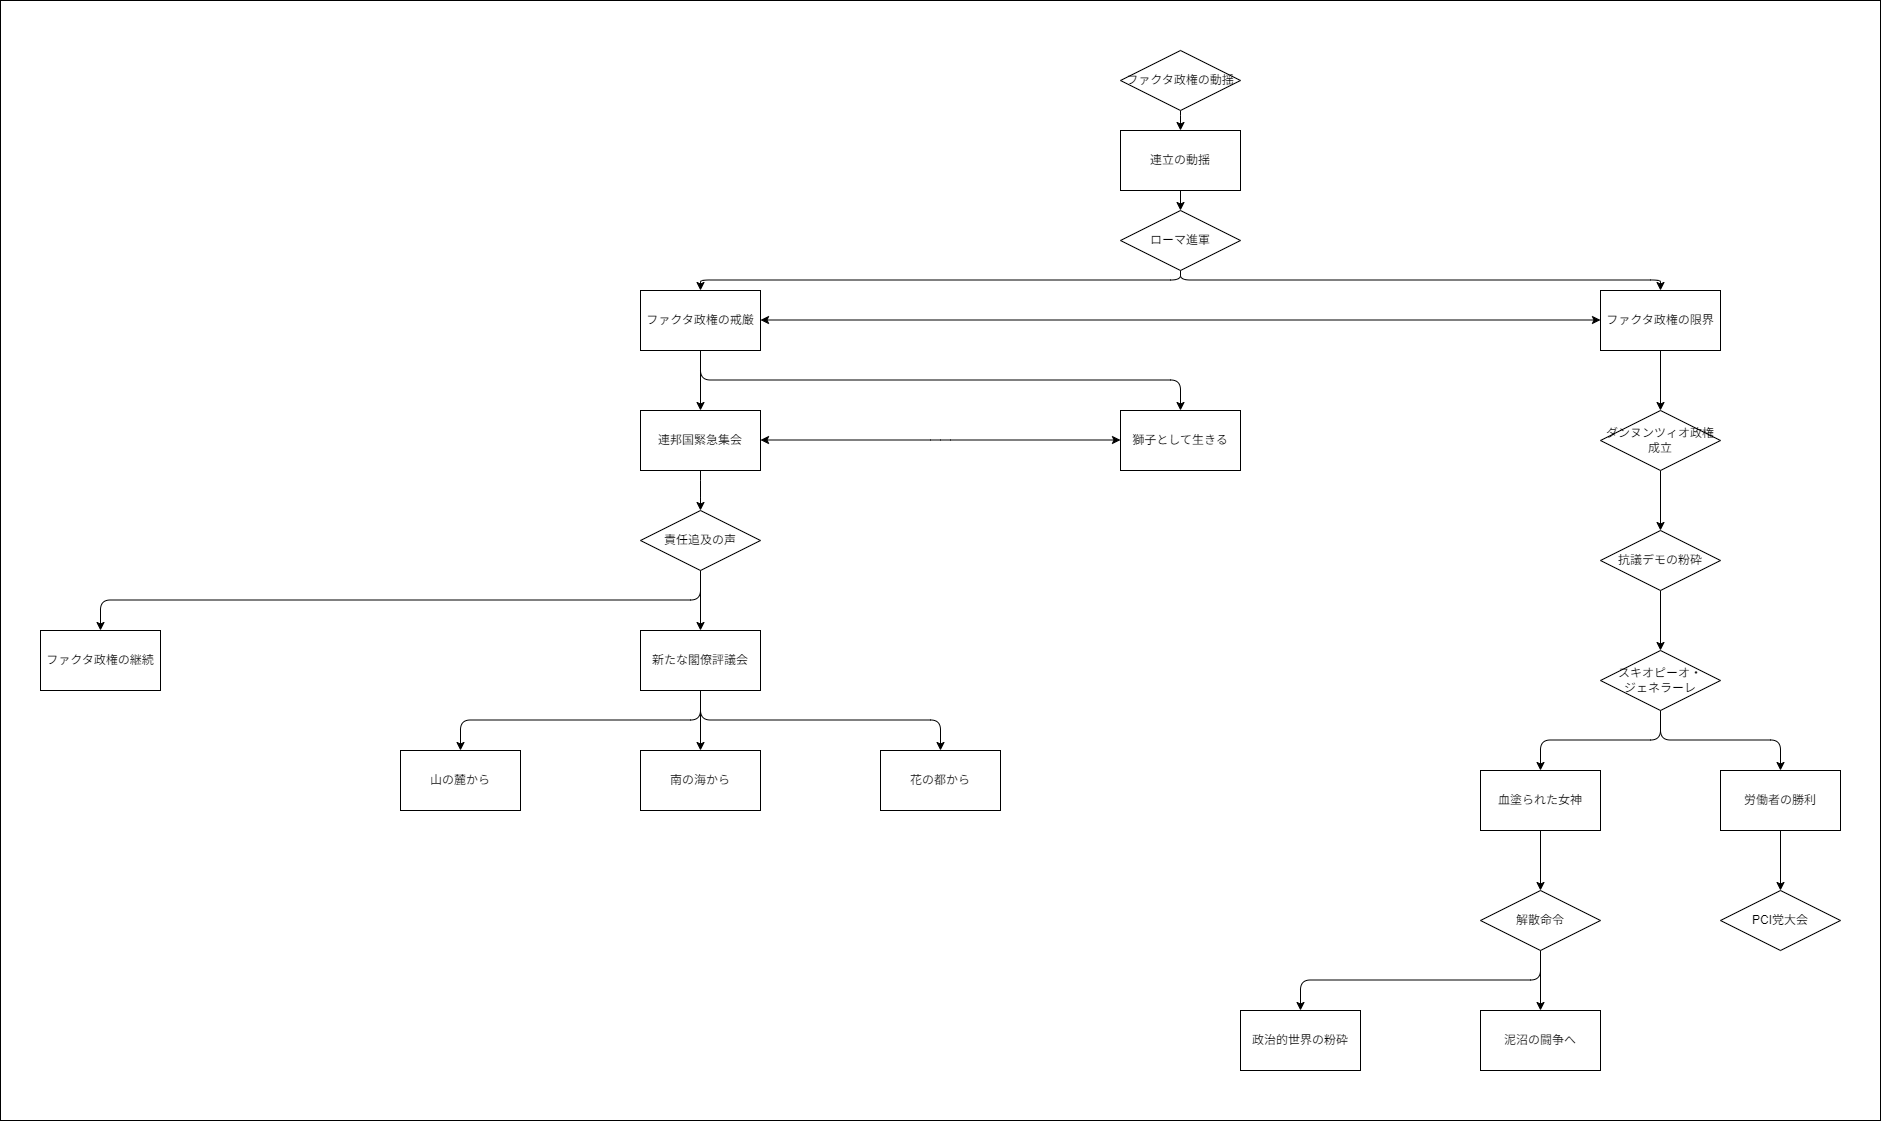 ファクタ政権の動揺
連立の動揺
ローマ進軍
ファクタ政権の戒厳
ファクタ政権の限界
連邦国緊急集会
獅子として生きる
ダンヌンツィオ政権
成立
責任追及の声
抗議デモの粉砕
ファクタ政権の継続
新たな閣僚評議会
スキオピーオ・
ジェネラーレ
山の麓から
南の海から
花の都から
血塗られた女神
労働者の勝利
解散命令
PCI党大会
政治的世界の粉砕
泥沼の闘争へ